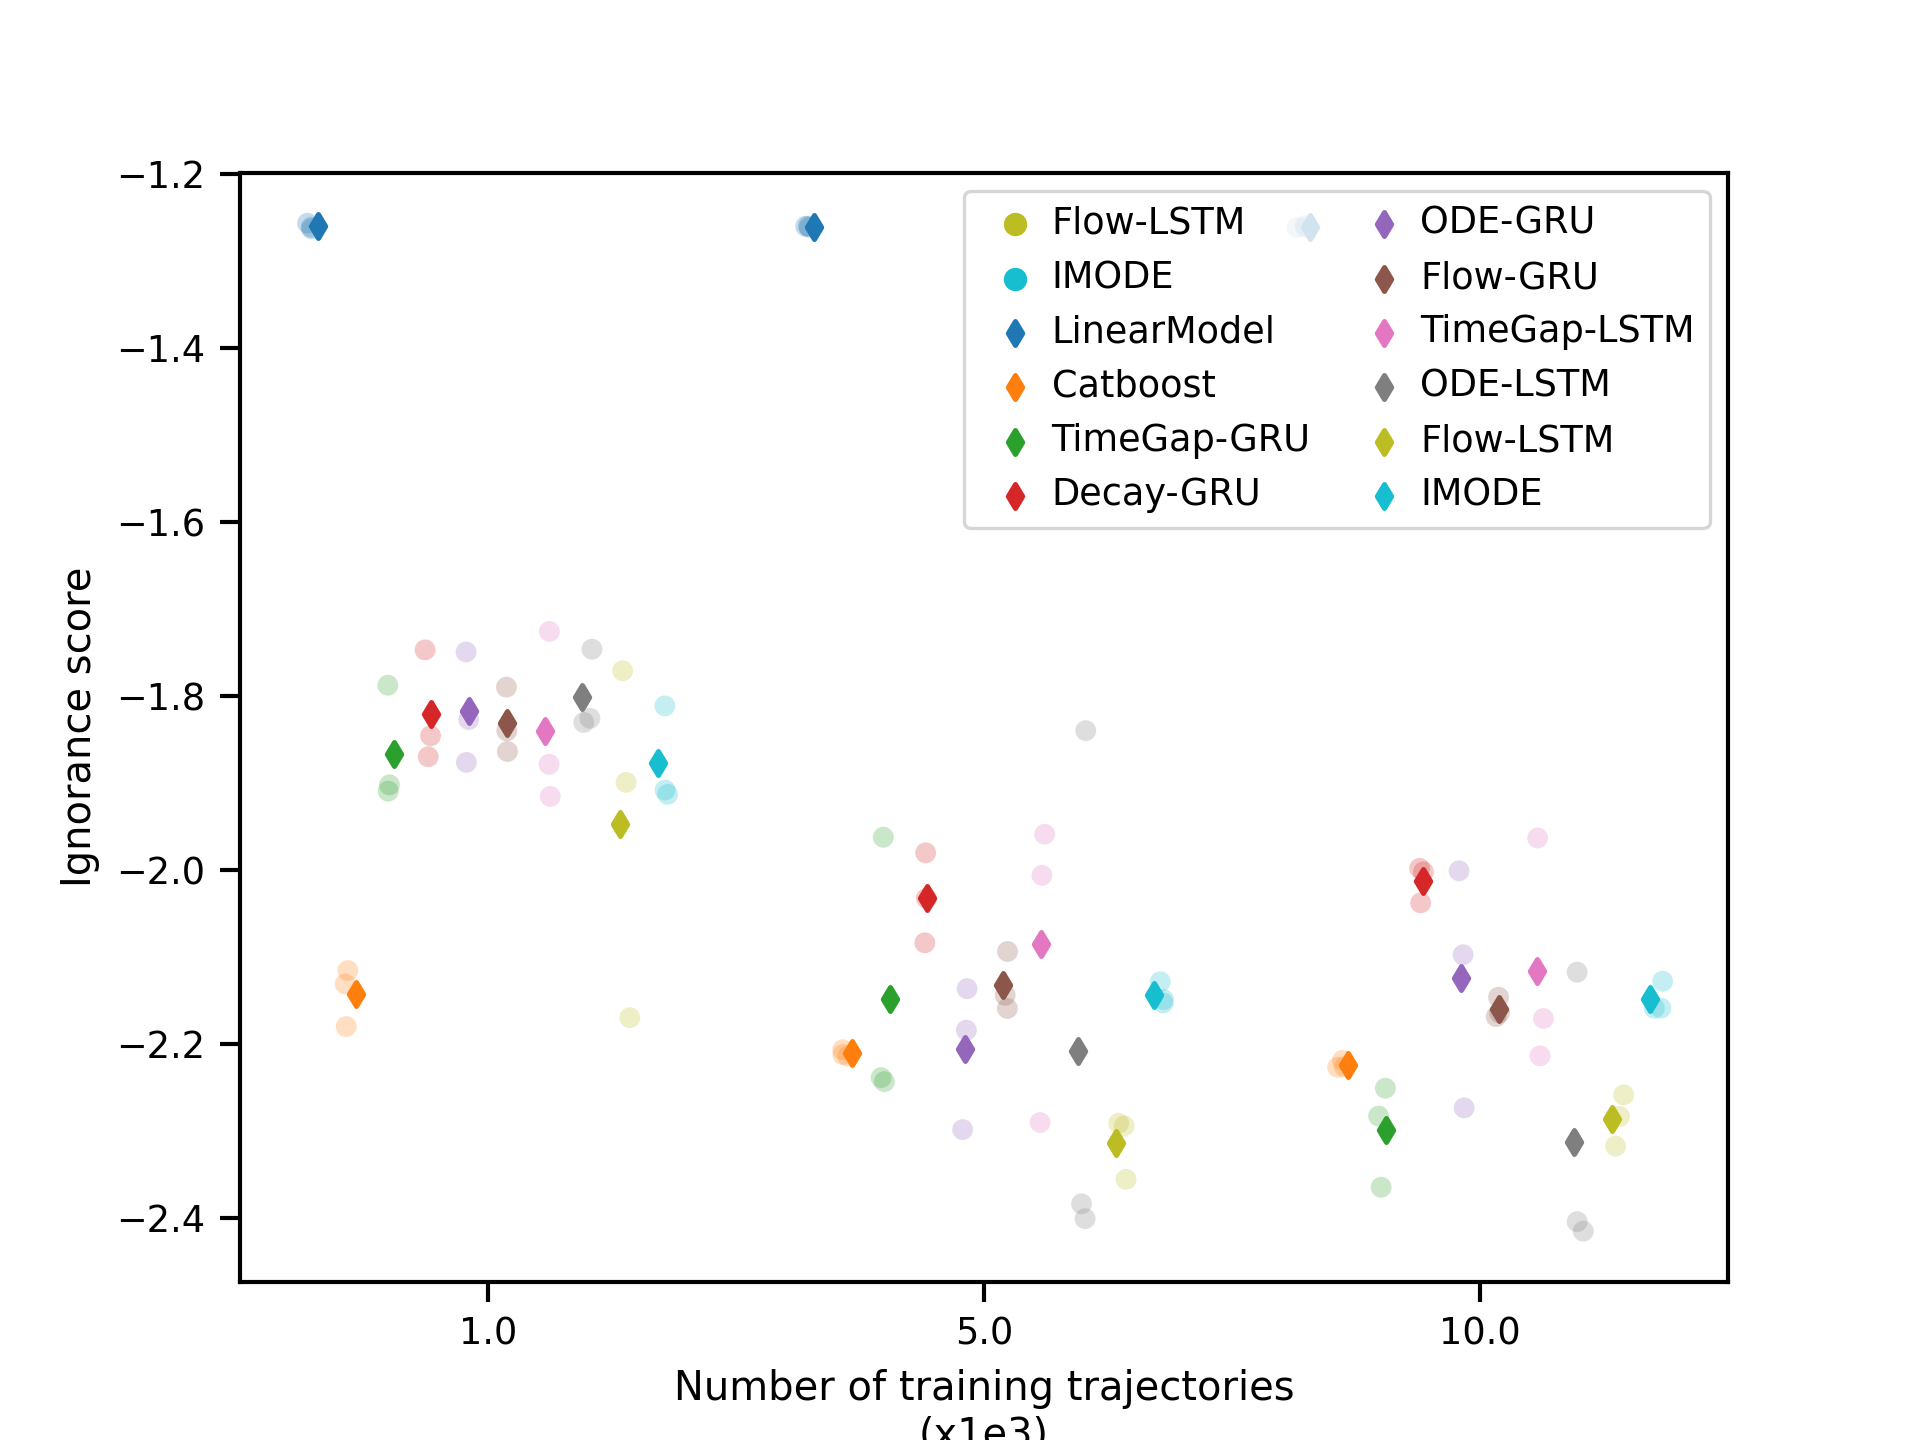 −1.2
−1.4
−1.6
−1.8
−2.0
−2.2
−2.4
Ignorance score
Flow-LSTM
IMODE
LinearModel
Catboost
TimeGap-GRU
Decay-GRU
ODE-GRU
Flow-GRU
TimeGap-LSTM
ODE-LSTM
Flow-LSTM
IMODE
1.0
5.0
10.0
Number of training trajectories
(x1e3)